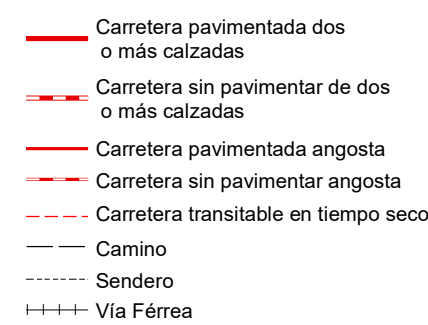 Carretera pavimentada dos
o más calzadas
Carretera sin pavimentar de dos
o más calzadas
Carretera pavimentada angosta
Carretera sin pavimentar angosta
Carretera transitable en tiempo seco
Camino
Sendero
Vía Férrea